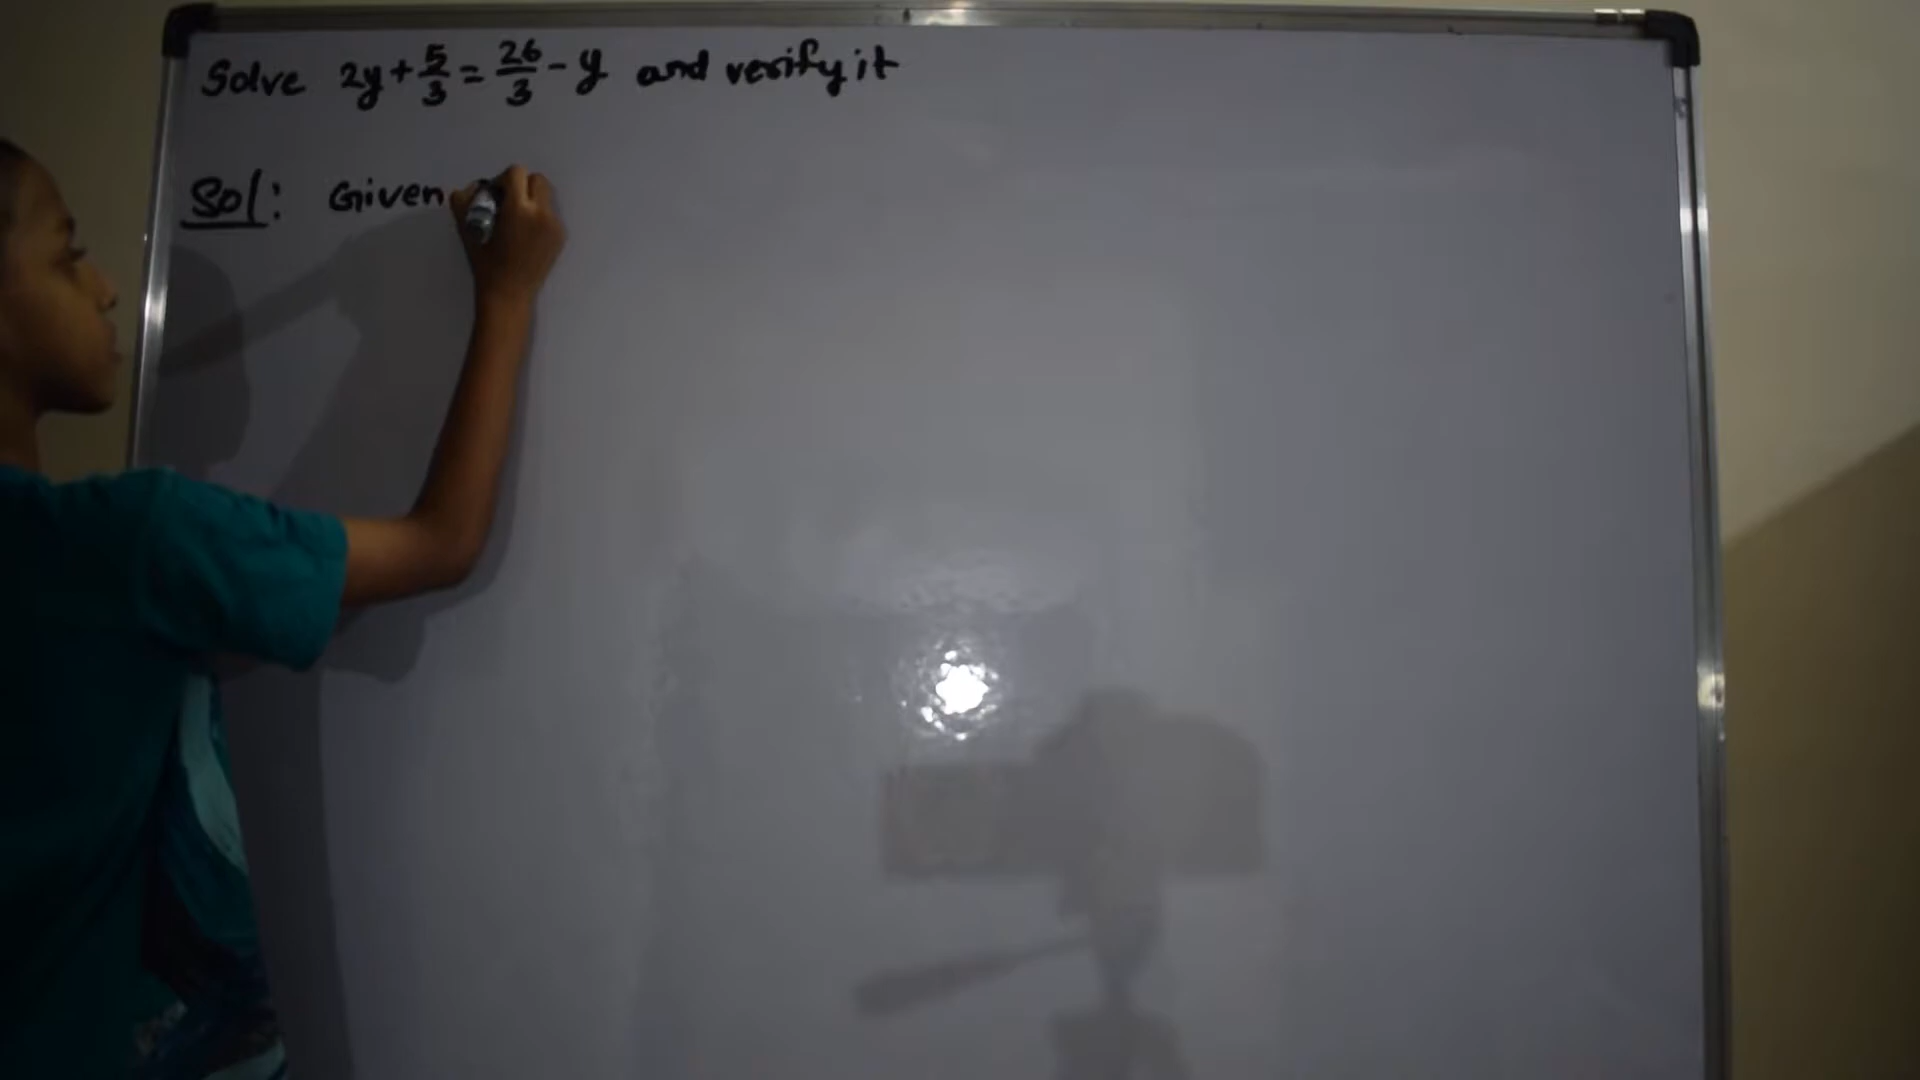 Solve 2y + 5/3 = 26/3 - y and verify it
Sol: Given